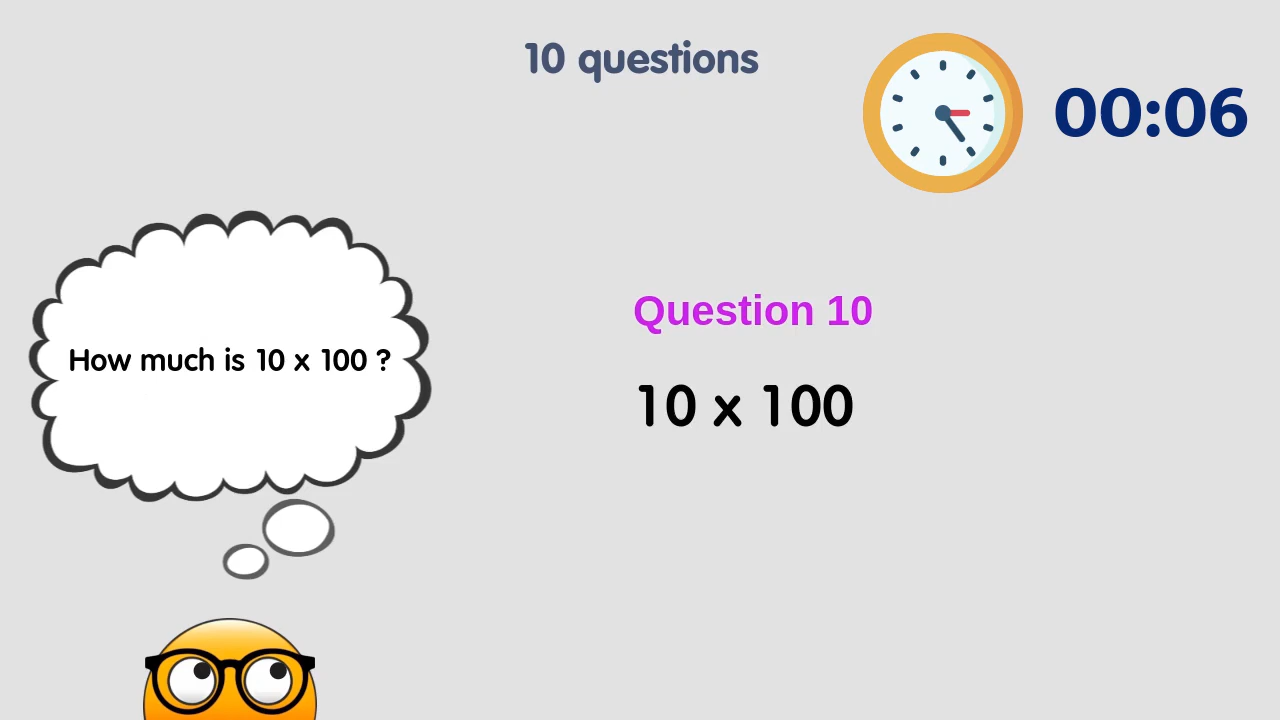 10 questions
00:06
How much is 10 x 100 ?
Question 10
10 x 100